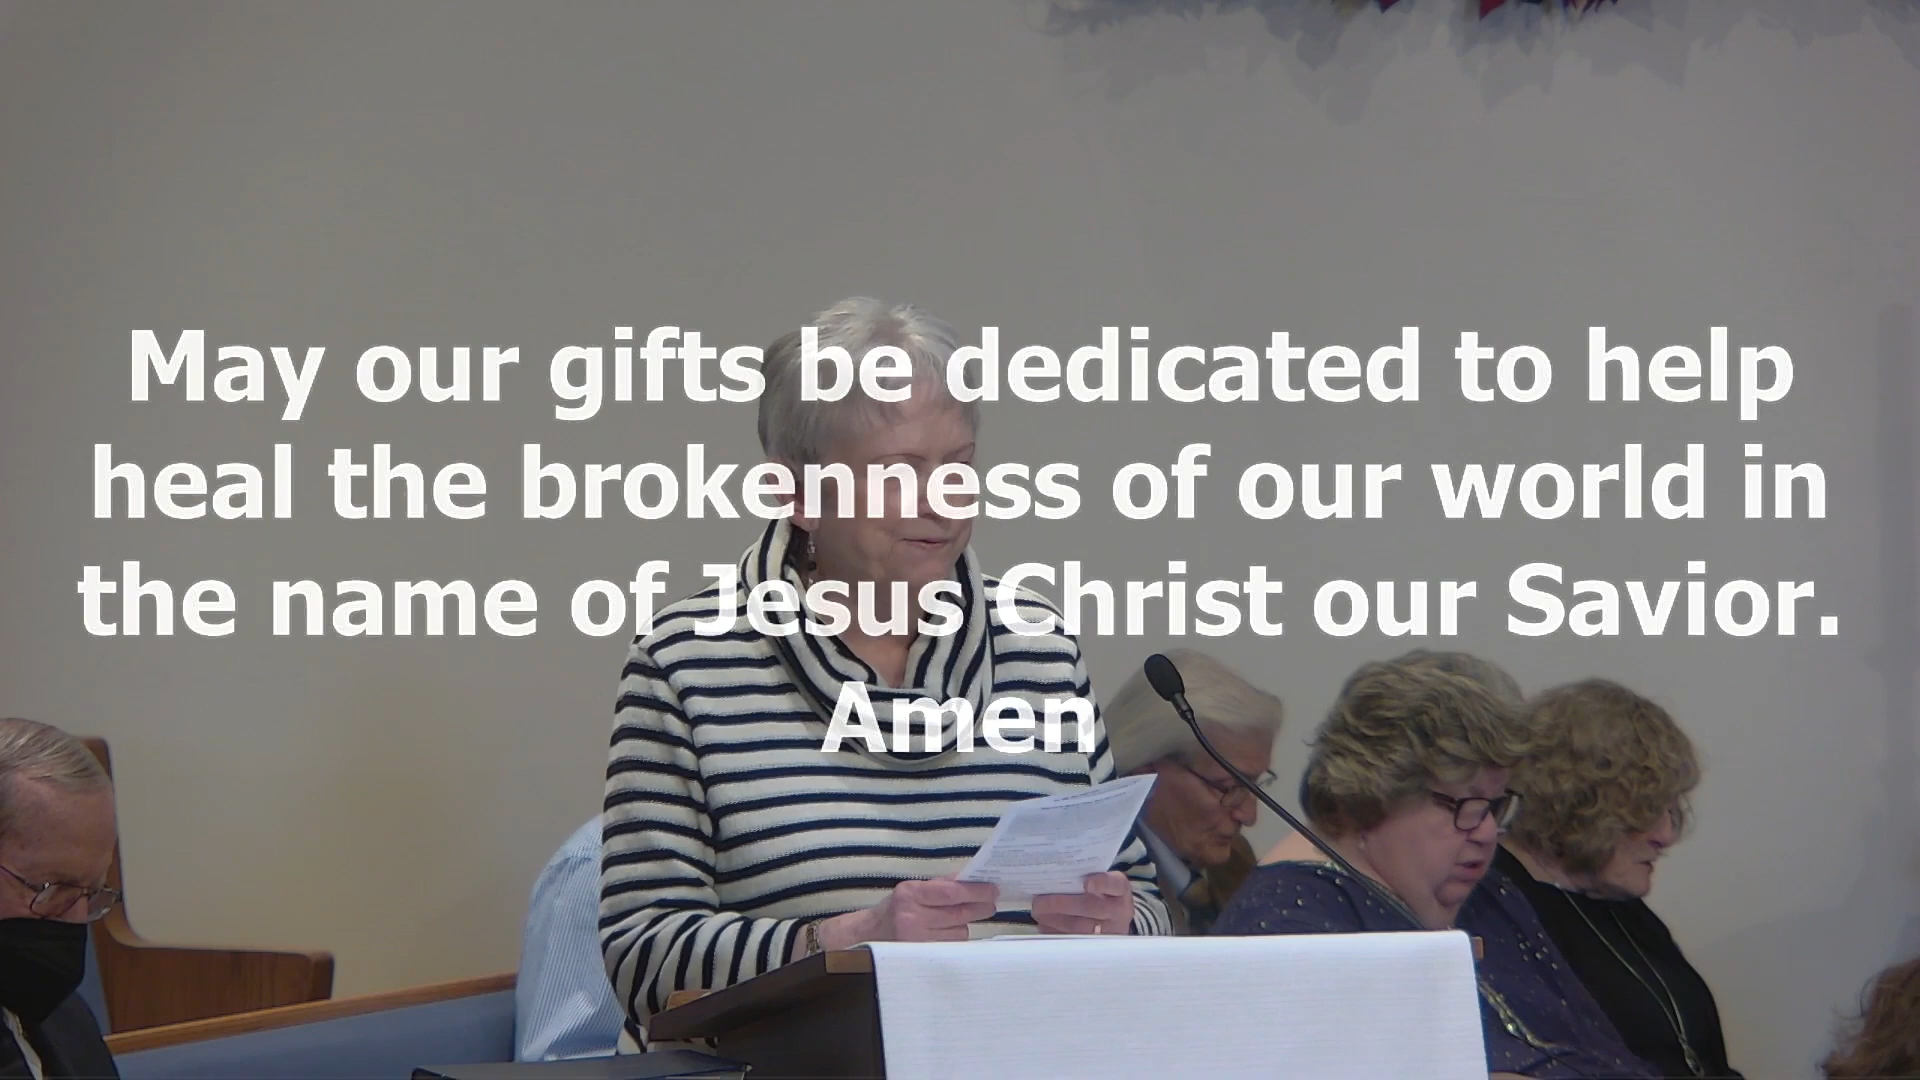 May our gifts be dedicated to help
heal the brokenness of our world in
the name of Jesus Christ our Savior.
Amen